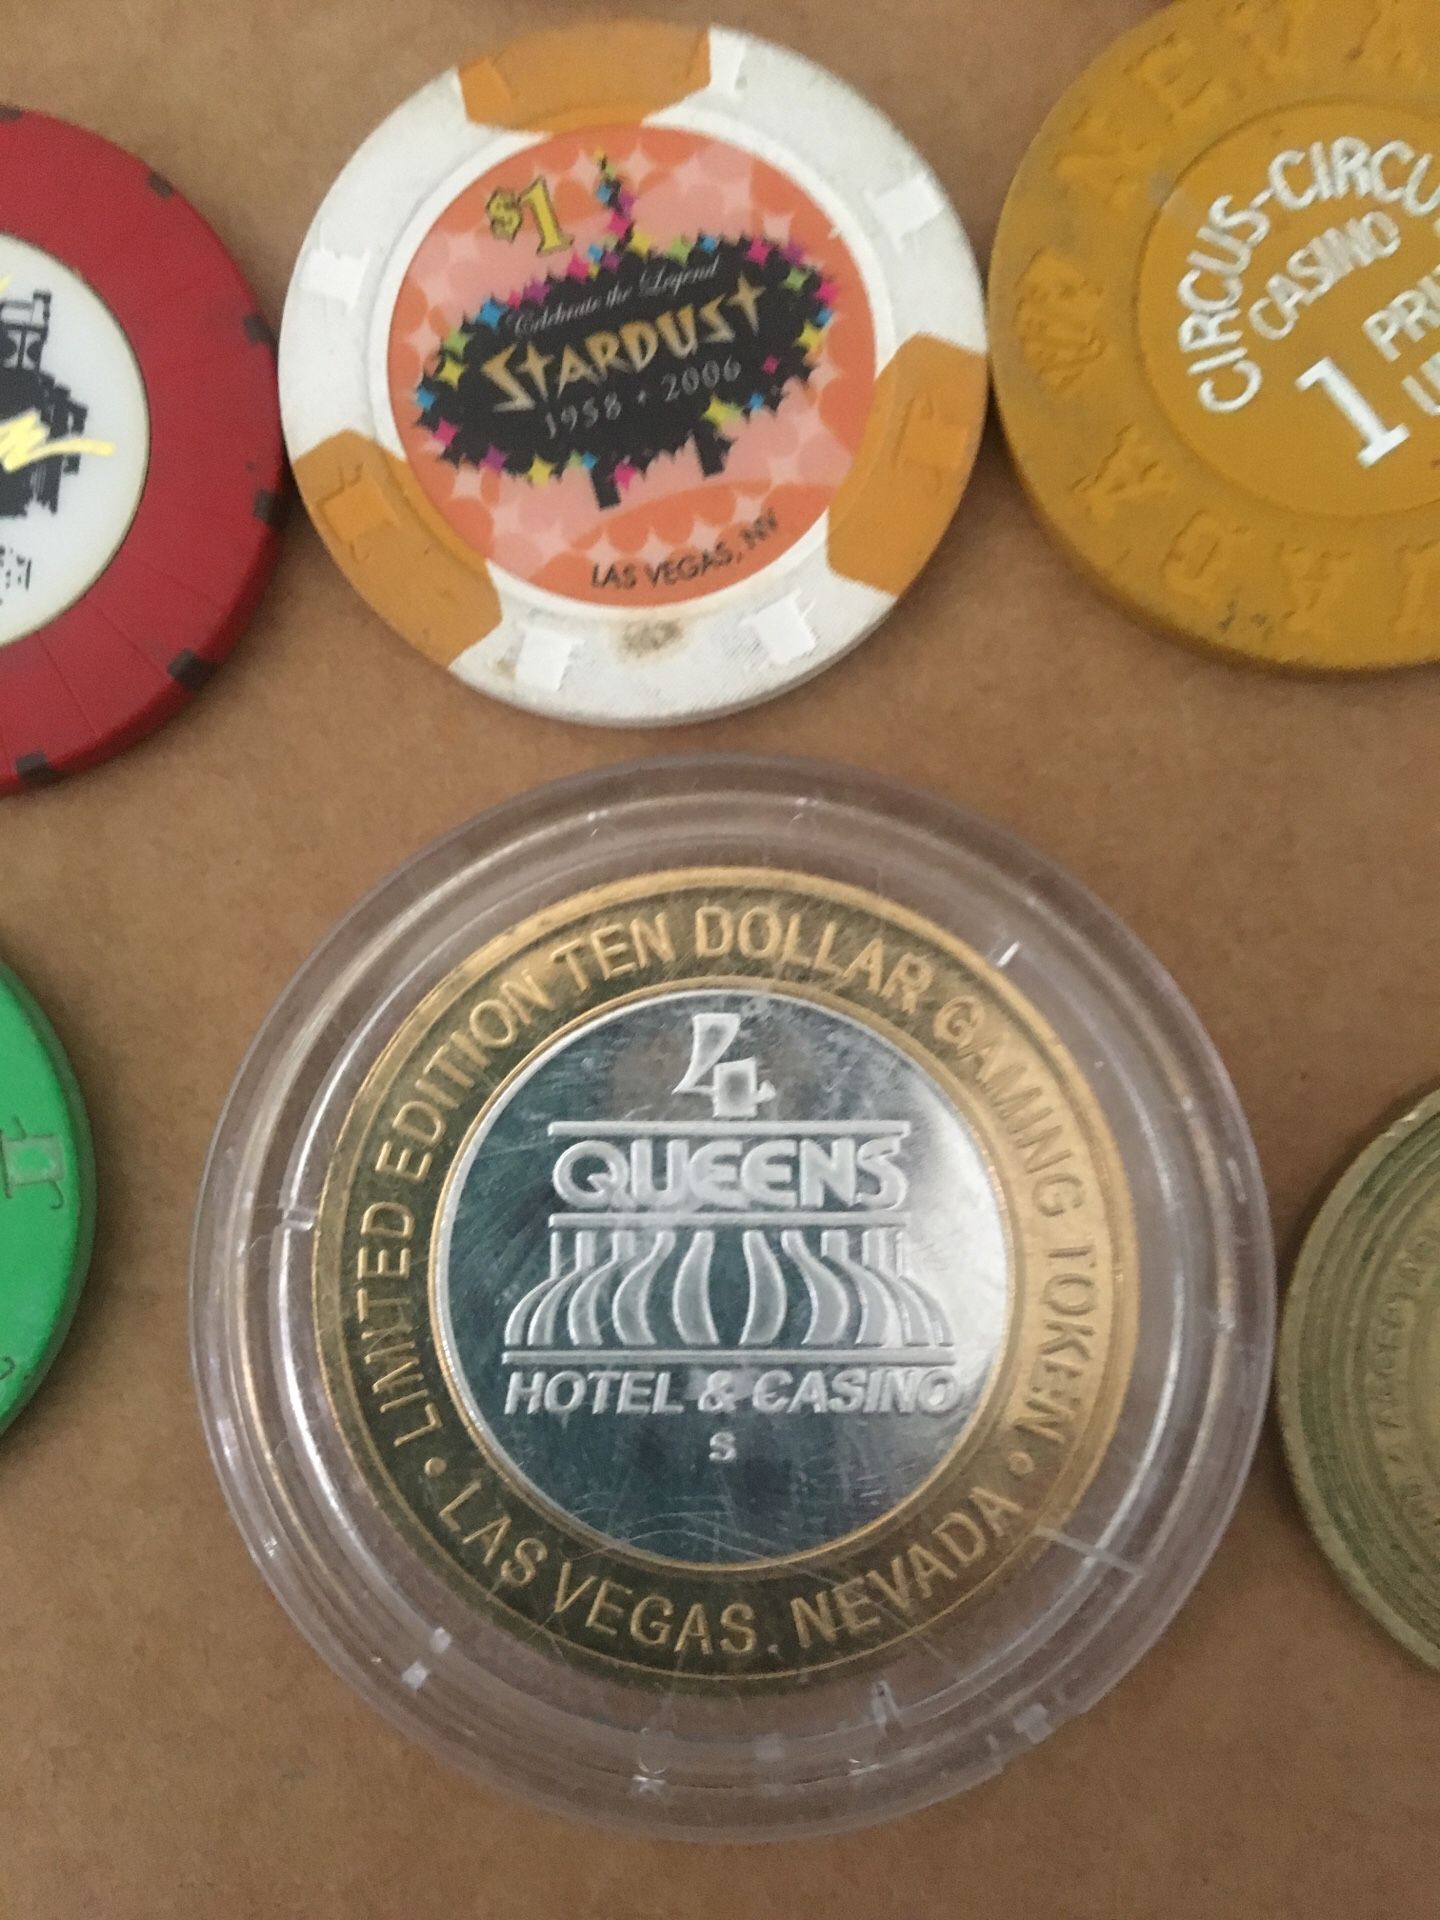 $1
Celebrate the Legend
STARDUST
1958 • 2006
LAS VEGAS, NV
CIRCUS-CIRCU
CASINO
1
LIMITED EDITION TEN DOLLAR GAMING TOKEN
4
QUEENS
HOTEL & CASINO
S
• LAS VEGAS, NEVADA •